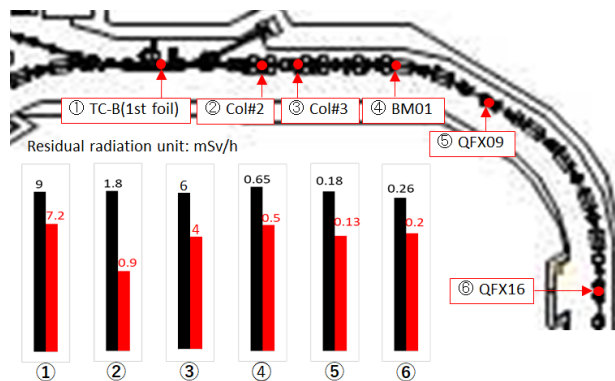 ① TC-B(1st foil)
② Col#2
③ Col#3
④ BM01
⑤ QFX09
Residual radiation unit: mSv/h
9
7.2
1.8
0.9
6
4
0.65
0.5
0.18
0.13
0.26
0.2
⑥ QFX16
① ② ③ ④ ⑤ ⑥